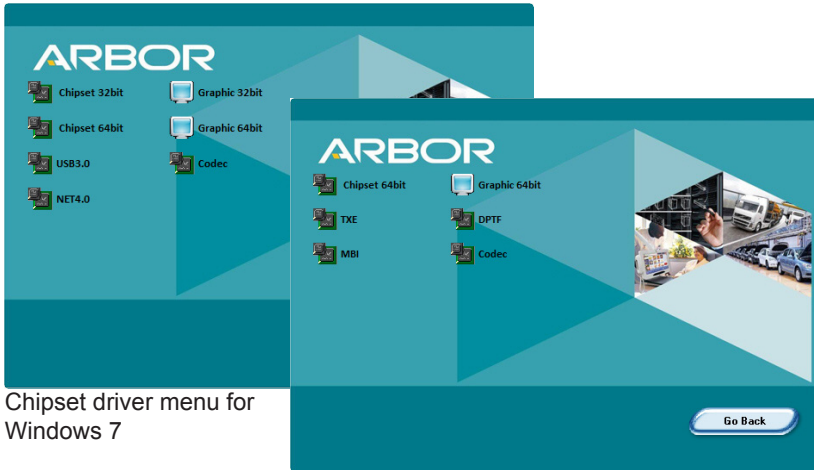 ARBOR
Chipset 32bit
Graphic 32bit
Chipset 64bit
Graphic 64bit
USB3.0
Codec
NET4.0
ARBOR
Chipset 64bit
Graphic 64bit
TXE
DPTF
MBI
Codec
Go Back
Chipset driver menu for
Windows 7